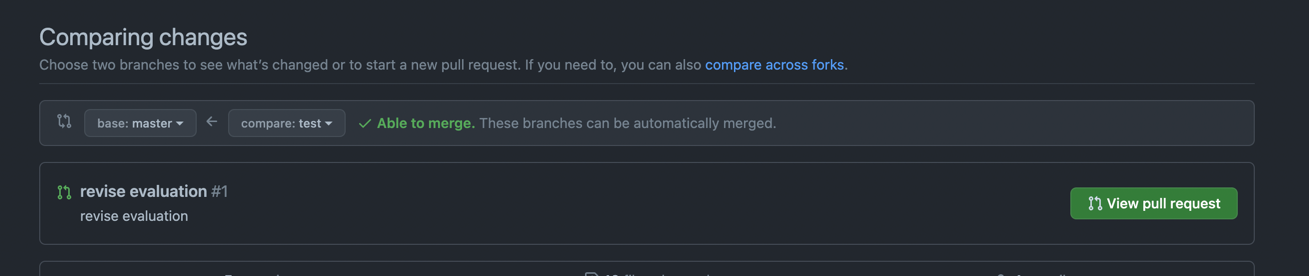 Comparing changes
Choose two branches to see what's changed or to start a new pull request. If you need to, you can also compare across forks.
base: master compare: test Able to merge. These branches can be automatically merged.
revise evaluation #1
revise evaluation
View pull request